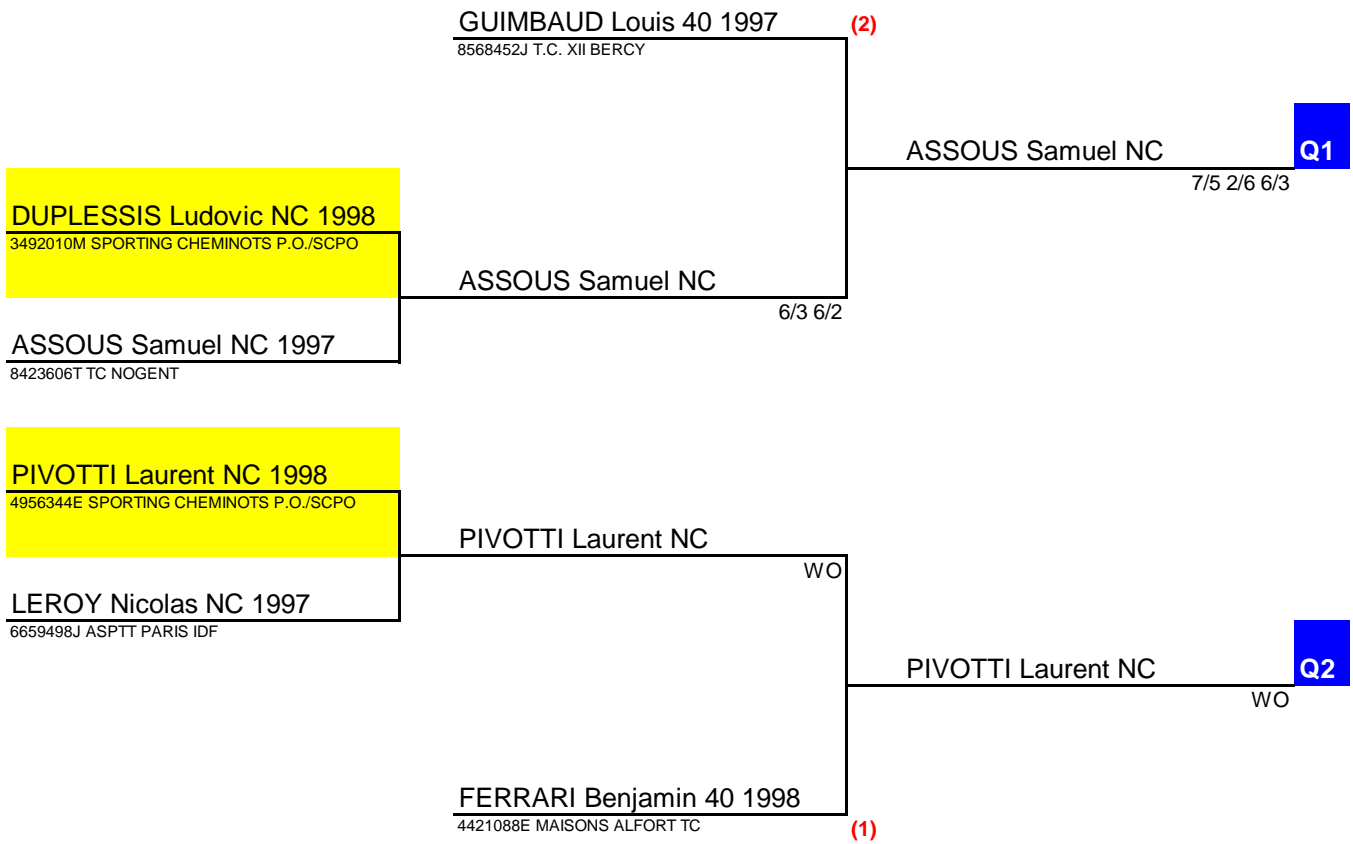 GUIMBAUD Louis 40 1997 (2)
8568452J T.C. XII BERCY
ASSOUS Samuel NC Q1
7/5 2/6 6/3
DUPLESSIS Ludovic NC 1998
3492010M SPORTING CHEMINOTS P.O./SCPO
ASSOUS Samuel NC
6/3 6/2
ASSOUS Samuel NC 1997
8423606T TC NOGENT
PIVOTTI Laurent NC 1998
4956344E SPORTING CHEMINOTS P.O./SCPO
PIVOTTI Laurent NC
WO
LEROY Nicolas NC 1997
6659498J ASPTT PARIS IDF
PIVOTTI Laurent NC Q2
WO
FERRARI Benjamin 40 1998
4421088E MAISONS ALFORT TC (1)